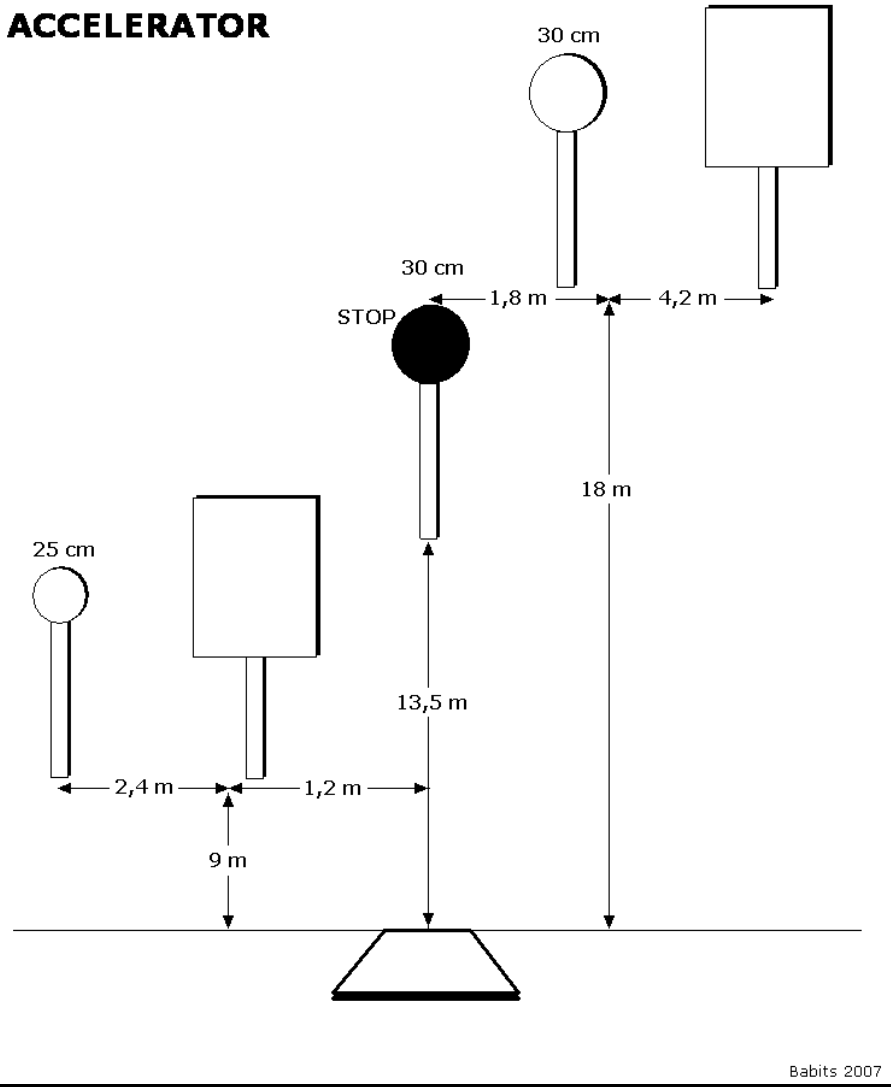 ACCELERATOR
30 cm
30 cm
1,8 m
4,2 m
STOP
18 m
25 cm
13,5 m
2,4 m
1,2 m
9 m
Babits 2007